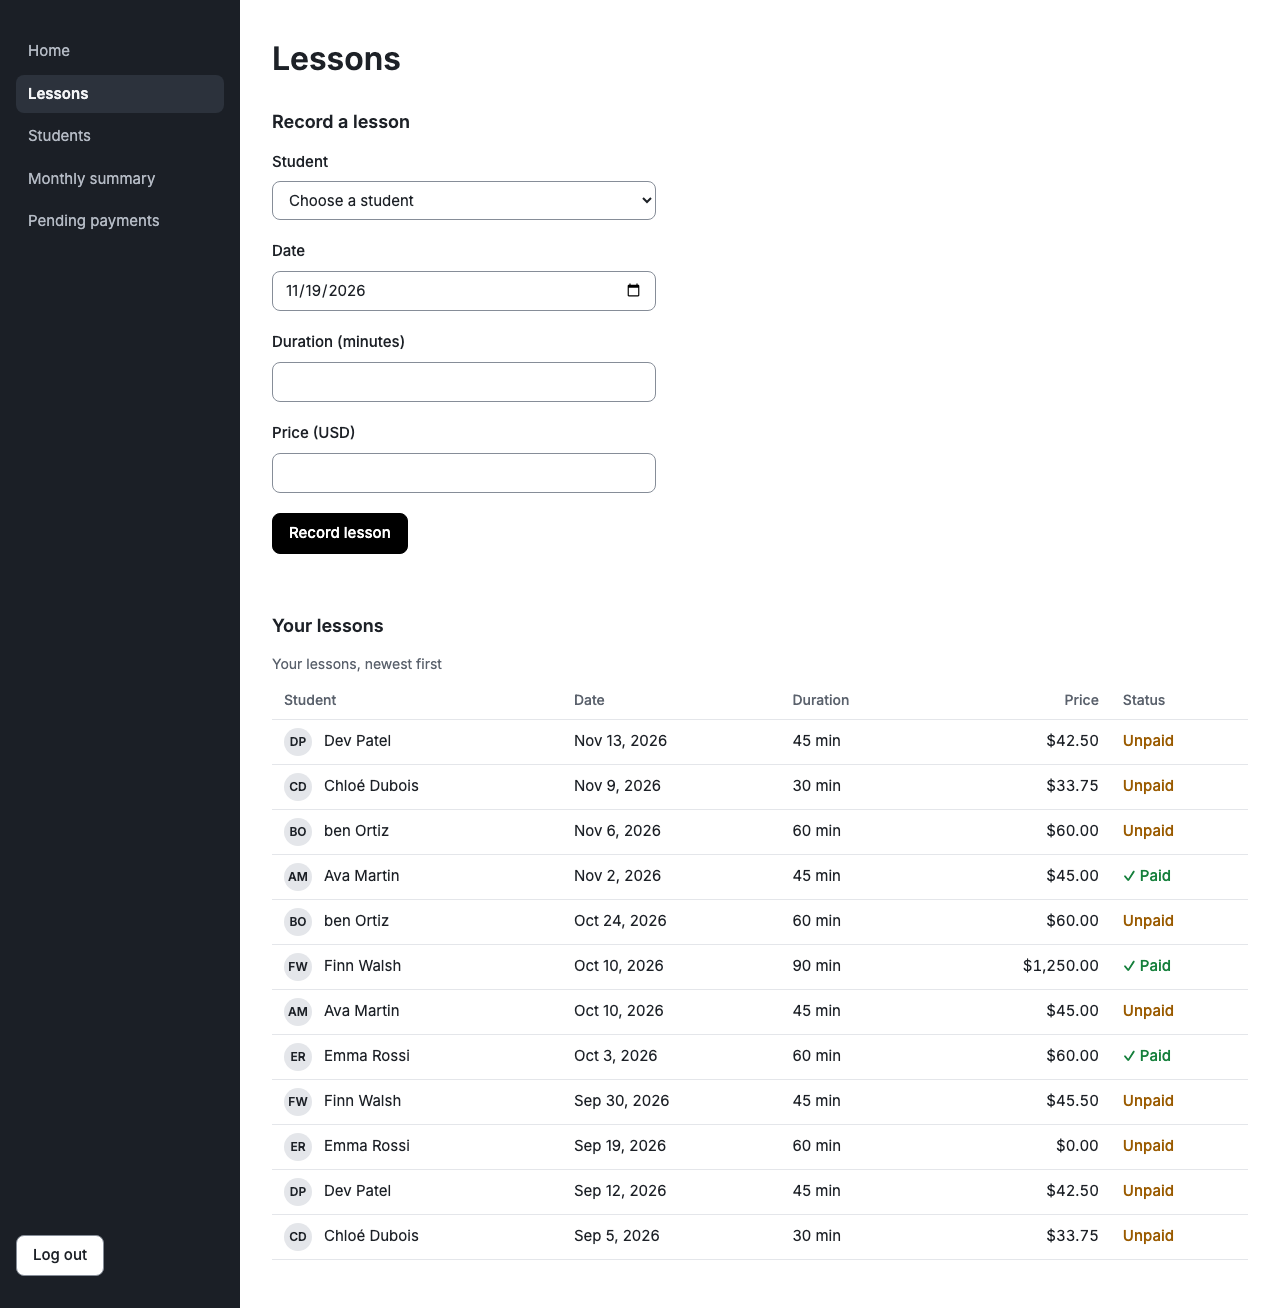 Home
Lessons
Students
Monthly summary
Pending payments
Log out
Lessons
Record a lesson
Student
Choose a student
Date
11/19/2026
Duration (minutes)
Price (USD)
Record lesson
Your lessons
Your lessons, newest first
Student Date Duration Price Status
DP Dev Patel Nov 13, 2026 45 min $42.50 Unpaid
CD Chloé Dubois Nov 9, 2026 30 min $33.75 Unpaid
BO ben Ortiz Nov 6, 2026 60 min $60.00 Unpaid
AM Ava Martin Nov 2, 2026 45 min $45.00 ✓ Paid
BO ben Ortiz Oct 24, 2026 60 min $60.00 Unpaid
FW Finn Walsh Oct 10, 2026 90 min $1,250.00 ✓ Paid
AM Ava Martin Oct 10, 2026 45 min $45.00 Unpaid
ER Emma Rossi Oct 3, 2026 60 min $60.00 ✓ Paid
FW Finn Walsh Sep 30, 2026 45 min $45.50 Unpaid
ER Emma Rossi Sep 19, 2026 60 min $0.00 Unpaid
DP Dev Patel Sep 12, 2026 45 min $42.50 Unpaid
CD Chloé Dubois Sep 5, 2026 30 min $33.75 Unpaid